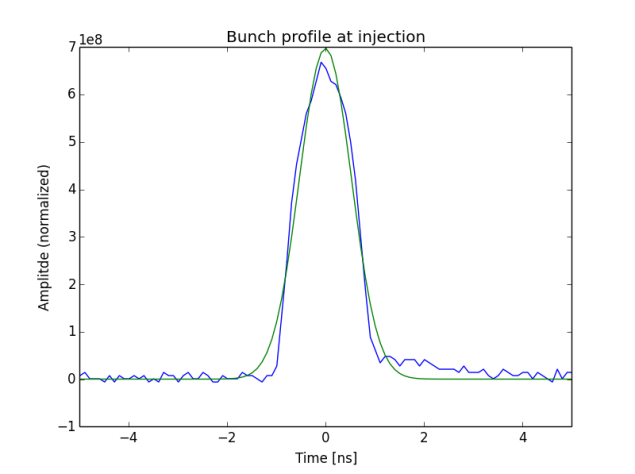 Bunch profile at injection
1e8
7
6
5
4
3
2
1
0
−1
−4 −2 0 2 4
Time [ns]
Amplitde (normalized)